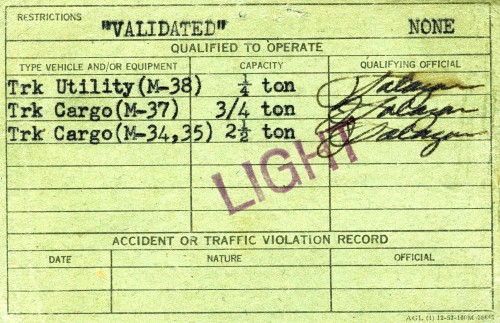 RESTRICTIONS
"VALIDATED" NONE
QUALIFIED TO OPERATE
TYPE VEHICLE AND/OR EQUIPMENT CAPACITY QUALIFYING OFFICIAL
Trk Utility(M-38) ¼ ton
Trk Cargo(M-37) 3/4 ton
Trk Cargo(M-34,35) 2½ ton
LIGHT
ACCIDENT OR TRAFFIC VIOLATION RECORD
DATE NATURE OFFICIAL